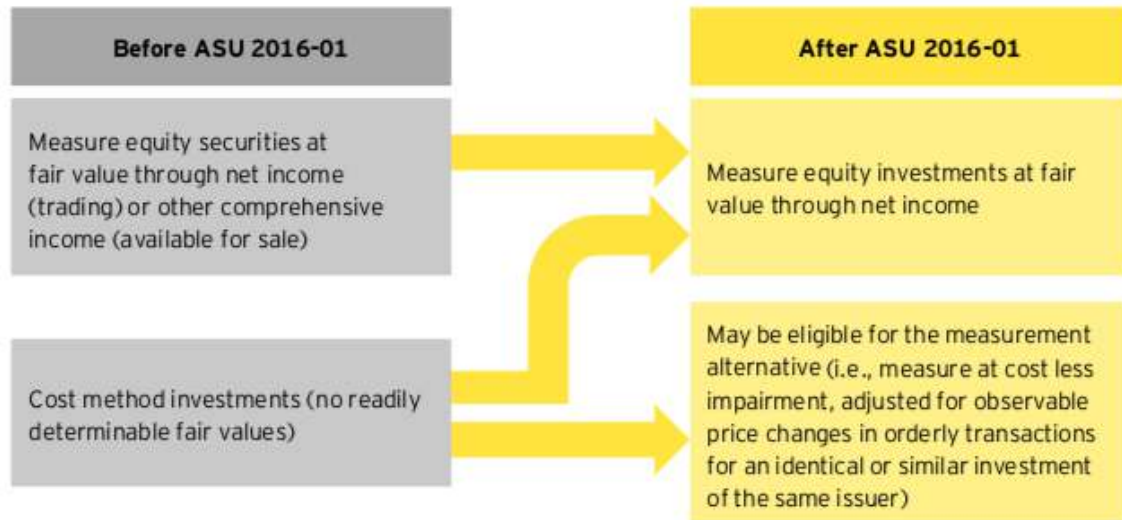 Before ASU 2016-01
After ASU 2016-01
Measure equity securities at
fair value through net income
(trading) or other comprehensive
income (available for sale)
Measure equity investments at fair
value through net income
Cost method investments (no readily
determinable fair values)
May be eligible for the measurement
alternative (i.e., measure at cost less
impairment, adjusted for observable
price changes in orderly transactions
for an identical or similar investment
of the same issuer)